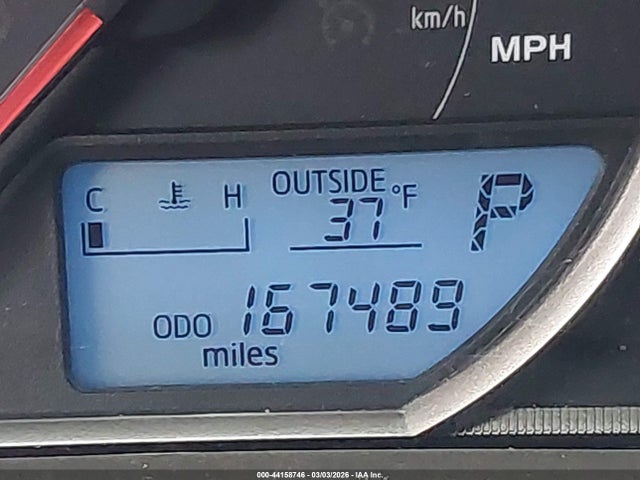 km/h
MPH
C H OUTSIDE
37 °F P
ODO 167489
miles
000-44158746 - 03/03/2026 - IAA Inc.